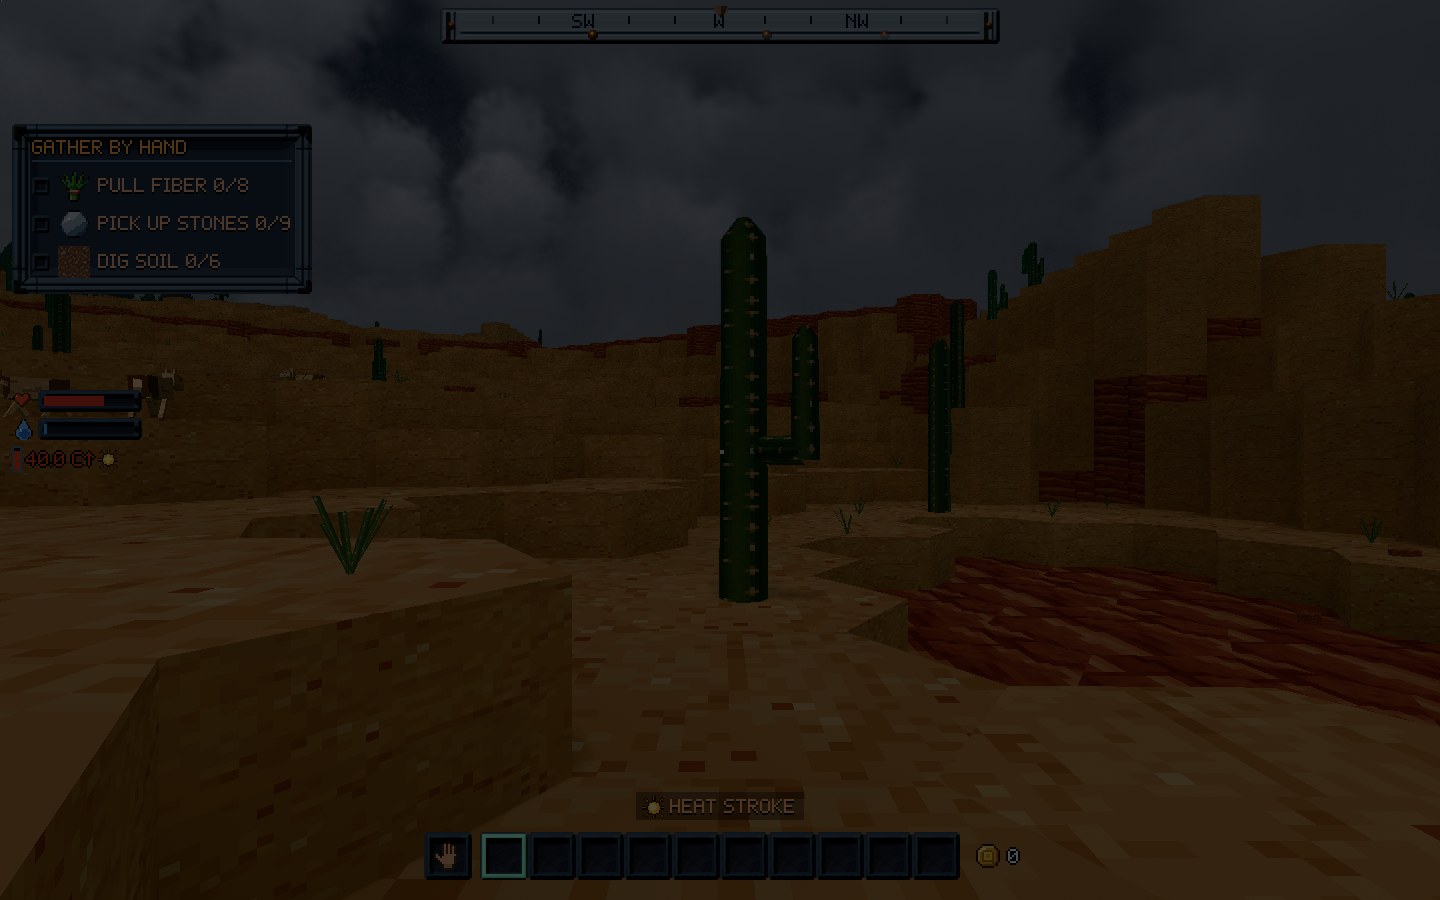 SW W NW
GATHER BY HAND
PULL FIBER 0/8
PICK UP STONES 0/9
DIG SOIL 0/6
40.0 C↑
HEAT STROKE
0